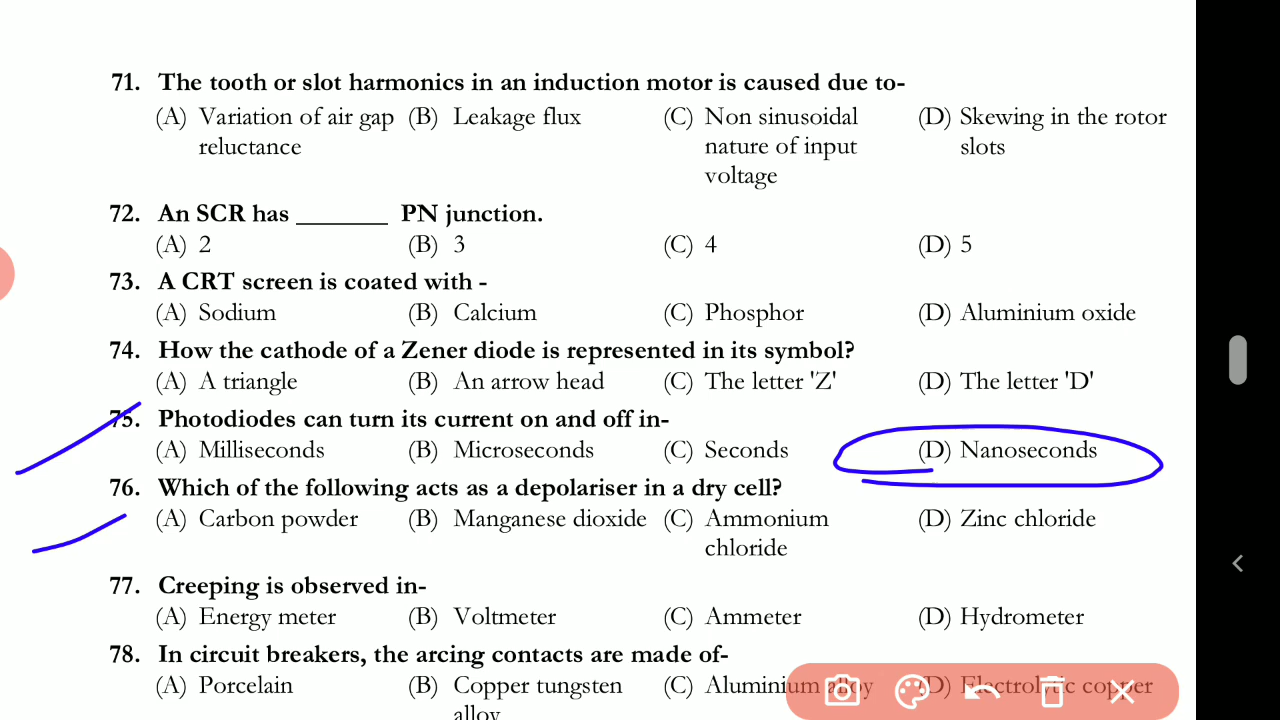 71. The tooth or slot harmonics in an induction motor is caused due to-
(A) Variation of air gap (B) Leakage flux (C) Non sinusoidal (D) Skewing in the rotor
reluctance nature of input slots
voltage
72. An SCR has _______ PN junction.
(A) 2 (B) 3 (C) 4 (D) 5
73. A CRT screen is coated with -
(A) Sodium (B) Calcium (C) Phosphor (D) Aluminium oxide
74. How the cathode of a Zener diode is represented in its symbol?
(A) A triangle (B) An arrow head (C) The letter 'Z' (D) The letter 'D'
75. Photodiodes can turn its current on and off in-
(A) Milliseconds (B) Microseconds (C) Seconds (D) Nanoseconds
76. Which of the following acts as a depolariser in a dry cell?
(A) Carbon powder (B) Manganese dioxide (C) Ammonium (D) Zinc chloride
chloride
77. Creeping is observed in-
(A) Energy meter (B) Voltmeter (C) Ammeter (D) Hydrometer
78. In circuit breakers, the arcing contacts are made of-
(A) Porcelain (B) Copper tungsten (C) Aluminium alloy (D) Electrolytic copper
alloy